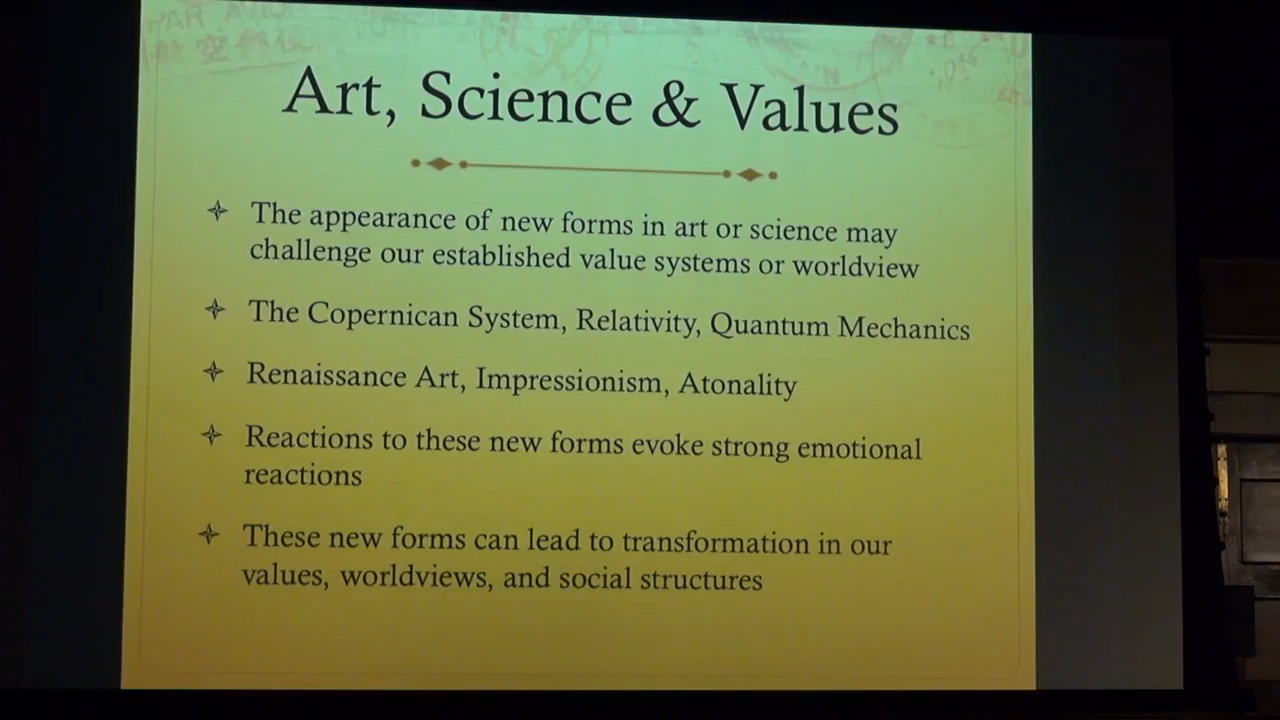 PAR AVION
Art, Science & Values
The appearance of new forms in art or science may
challenge our established value systems or worldview
The Copernican System, Relativity, Quantum Mechanics
Renaissance Art, Impressionism, Atonality
Reactions to these new forms evoke strong emotional
reactions
These new forms can lead to transformation in our
values, worldviews, and social structures